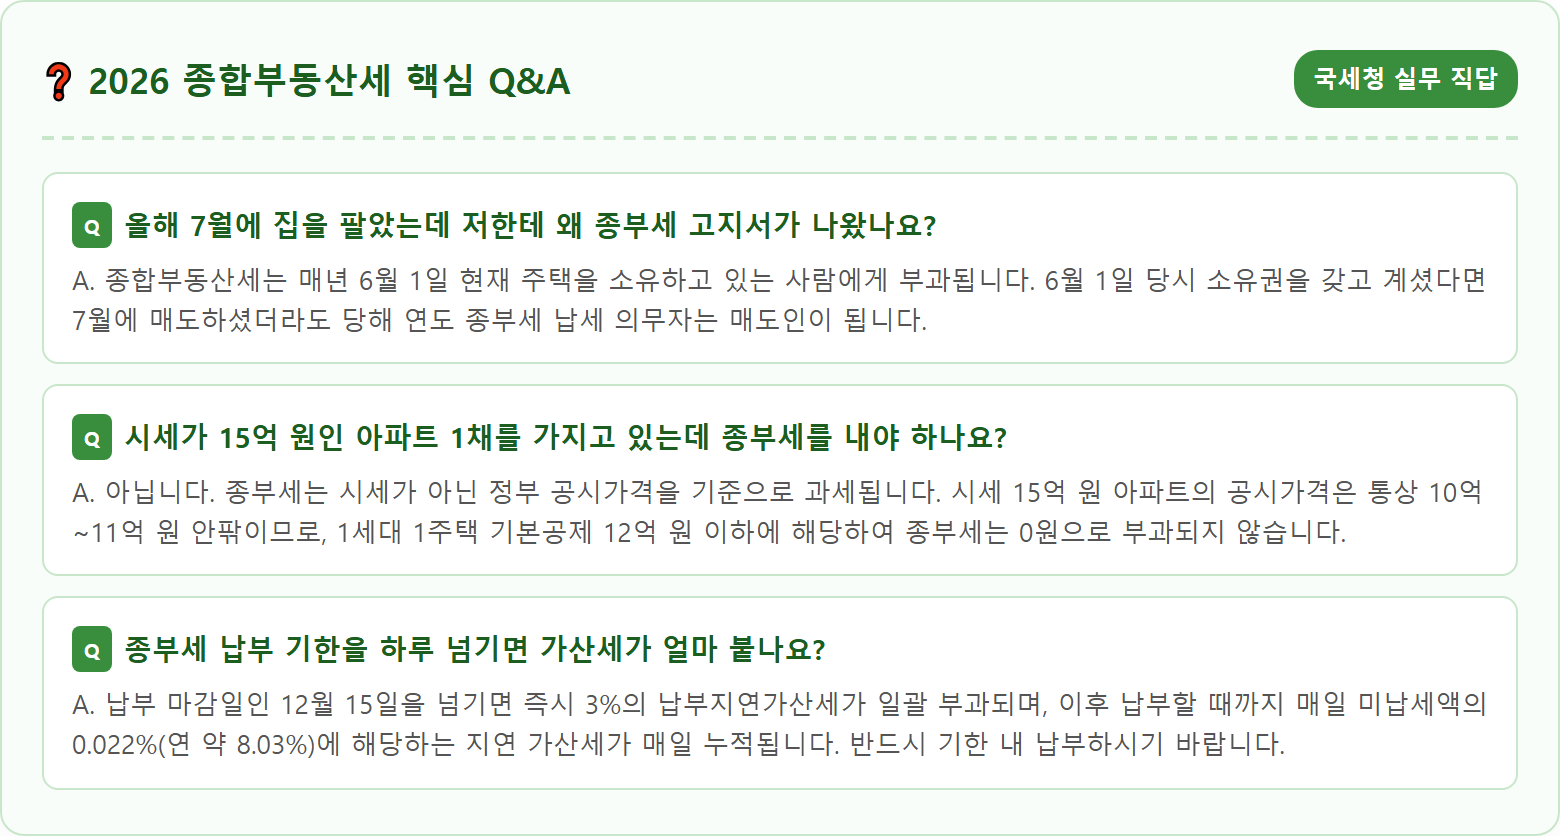 ❓ 2026 종합부동산세 핵심 Q&A
국세청 실무 직답
Q 올해 7월에 집을 팔았는데 저한테 왜 종부세 고지서가 나왔나요?
A. 종합부동산세는 매년 6월 1일 현재 주택을 소유하고 있는 사람에게 부과됩니다. 6월 1일 당시 소유권을 갖고 계셨다면
7월에 매도하셨더라도 당해 연도 종부세 납세 의무자는 매도인이 됩니다.
Q 시세가 15억 원인 아파트 1채를 가지고 있는데 종부세를 내야 하나요?
A. 아닙니다. 종부세는 시세가 아닌 정부 공시가격을 기준으로 과세됩니다. 시세 15억 원 아파트의 공시가격은 통상 10억
~11억 원 안팎이므로, 1세대 1주택 기본공제 12억 원 이하에 해당하여 종부세는 0원으로 부과되지 않습니다.
Q 종부세 납부 기한을 하루 넘기면 가산세가 얼마 붙나요?
A. 납부 마감일인 12월 15일을 넘기면 즉시 3%의 납부지연가산세가 일괄 부과되며, 이후 납부할 때까지 매일 미납세액의
0.022%(연 약 8.03%)에 해당하는 지연 가산세가 매일 누적됩니다. 반드시 기한 내 납부하시기 바랍니다.